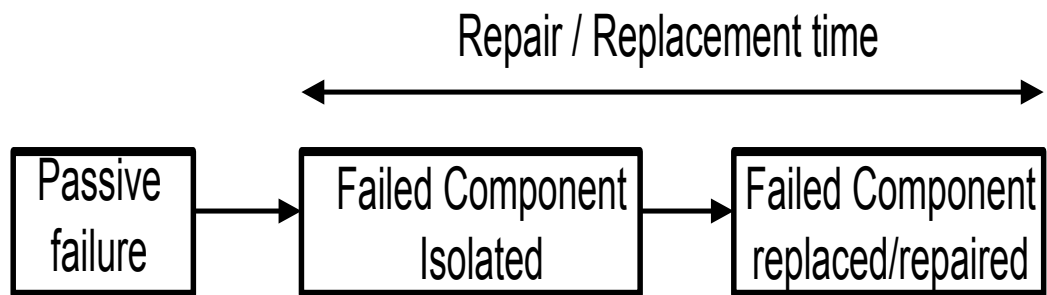 Repair / Replacement time
Passive
failure
Failed Component
Isolated
Failed Component
replaced/repaired